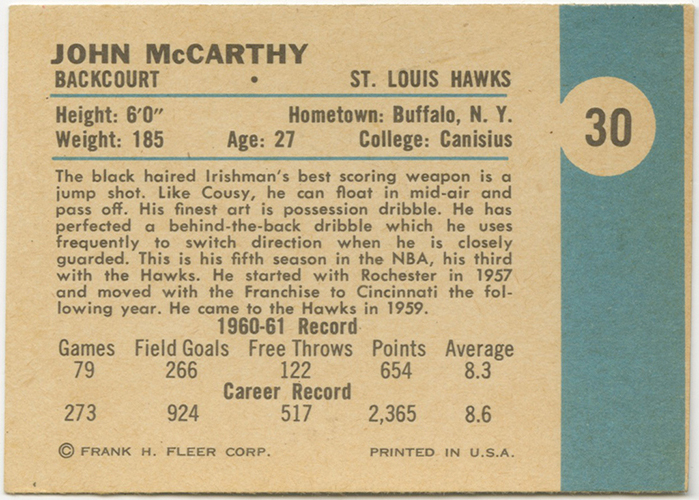 JOHN McCARTHY
BACKCOURT • ST. LOUIS HAWKS
Height: 6'0" Hometown: Buffalo, N. Y.
Weight: 185 Age: 27 College: Canisius
30
The black haired Irishman's best scoring weapon is a
jump shot. Like Cousy, he can float in mid-air and
pass off. His finest art is possession dribble. He has
perfected a behind-the-back dribble which he uses
frequently to switch direction when he is closely
guarded. This is his fifth season in the NBA, his third
with the Hawks. He started with Rochester in 1957
and moved with the Franchise to Cincinnati the fol-
lowing year. He came to the Hawks in 1959.
1960-61 Record
Games Field Goals Free Throws Points Average
79 266 122 654 8.3
Career Record
273 924 517 2,365 8.6
© FRANK H. FLEER CORP. PRINTED IN U.S.A.